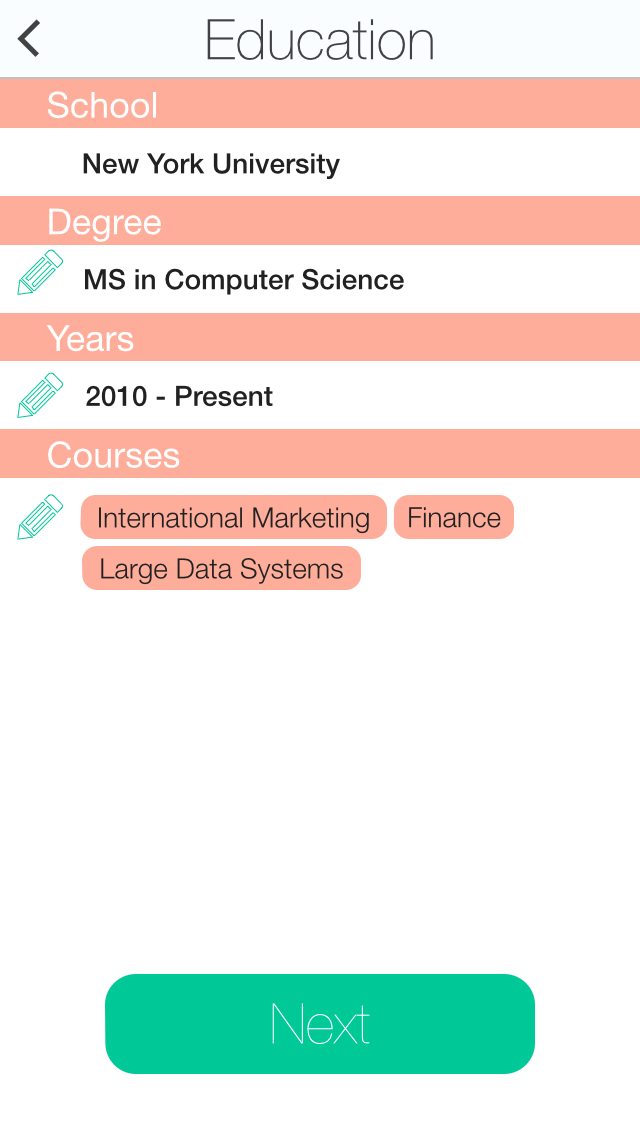 Education
School
New York University
Degree
MS in Computer Science
Years
2010 - Present
Courses
International Marketing Finance
Large Data Systems
Next